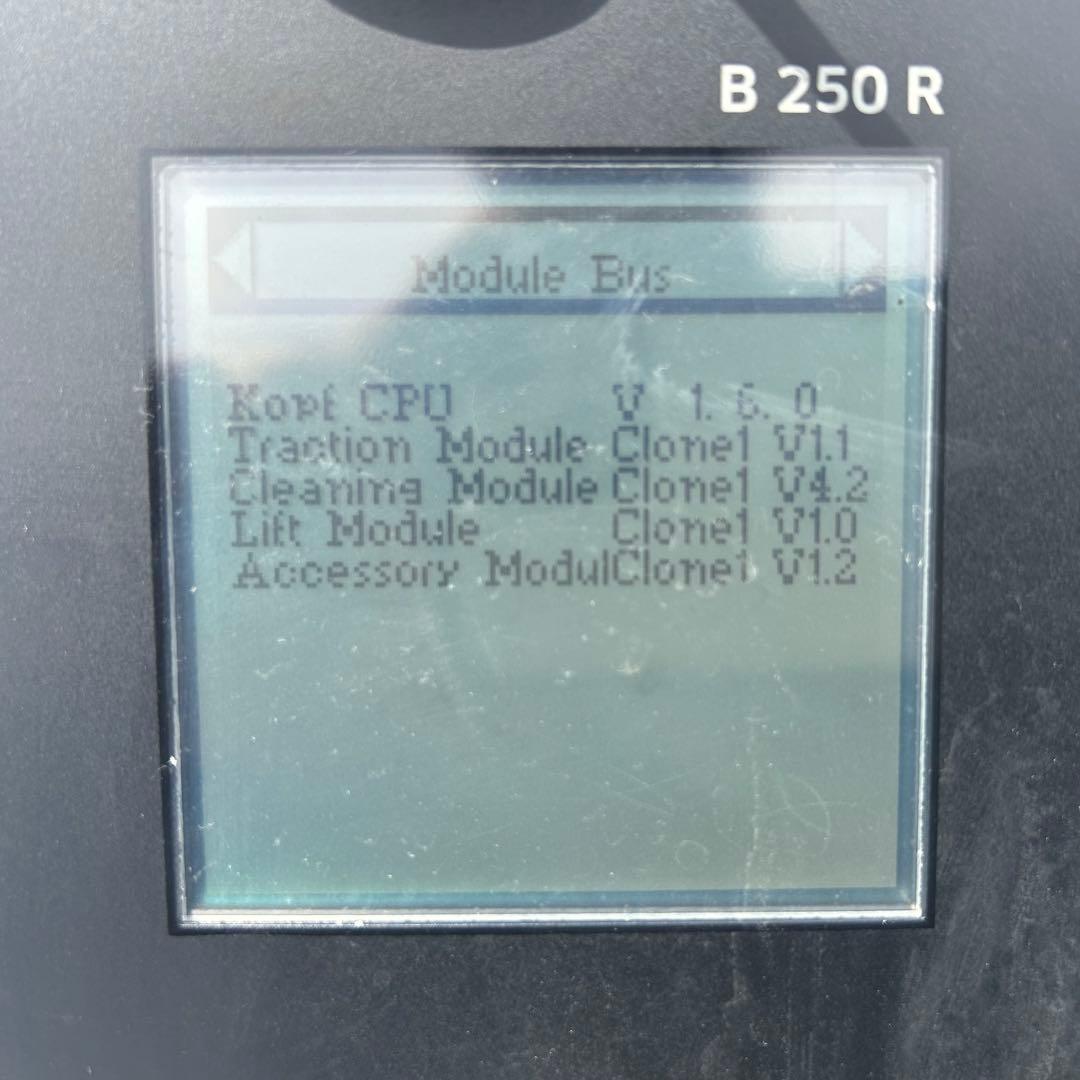 B 250 R
Module Bus
Kopf CPU V 1. 6. 0
Traction Module Clone1 V1.1
Cleaning Module Clone1 V4.2
Lift Module Clone1 V1.0
Accessory ModulClone1 V1.2